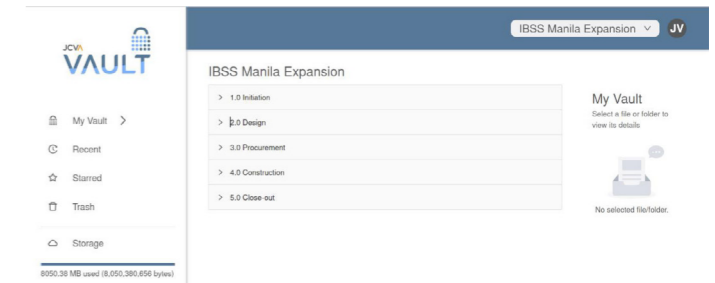 IBSS Manila Expansion
JV
JCVA
VAULT
IBSS Manila Expansion
1.0 Initiation
2.0 Design
3.0 Procurement
4.0 Construction
5.0 Close-out
My Vault
Recent
Starred
Trash
Storage
8050.38 MB used (8,050,380,656 bytes)
My Vault
Select a file or folder to
view its details
No selected file/folder.